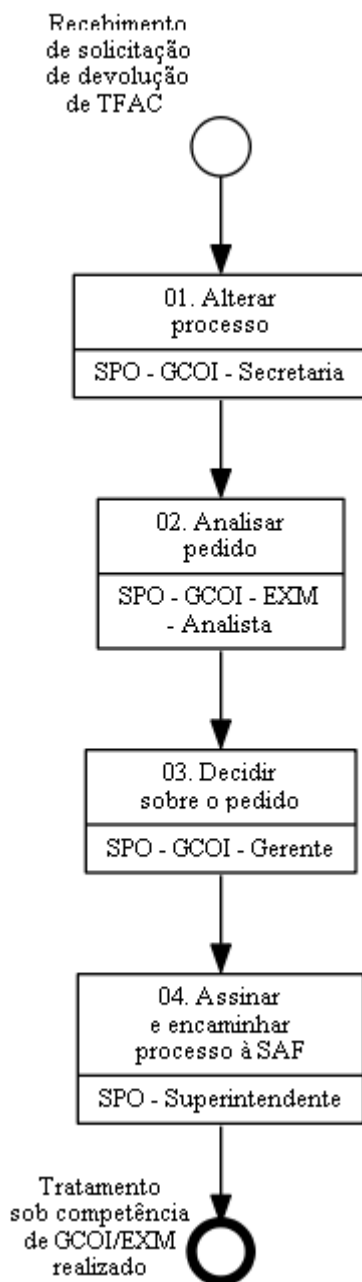 Recebimento
de solicitação
de devolução
de TFAC
01. Alterar
processo
SPO - GCOI - Secretaria
02. Analisar
pedido
SPO - GCOI - EXM
- Analista
03. Decidir
sobre o pedido
SPO - GCOI - Gerente
04. Assinar
e encaminhar
processo à SAF
SPO - Superintendente
Tratamento
sob competência
de GCOI/EXM
realizado